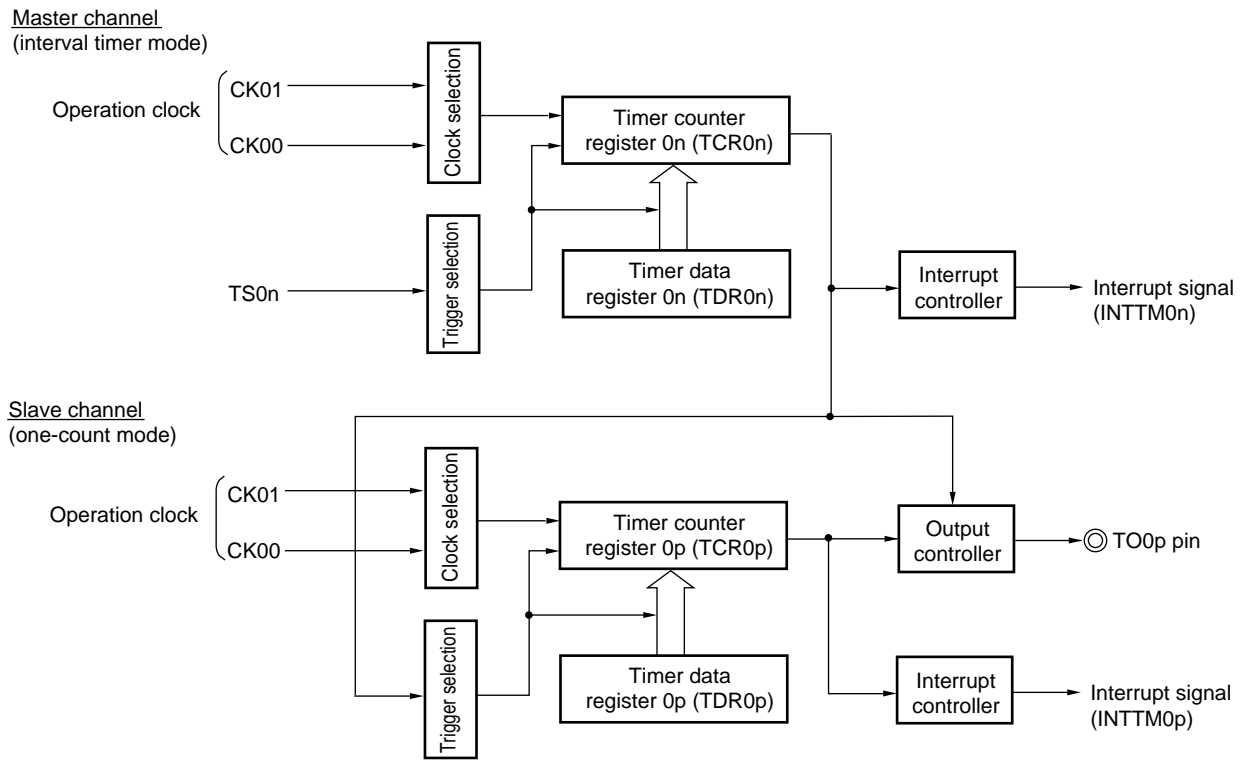 Master channel
(interval timer mode)
Operation clock
CK01
CK00
Clock selection
Timer counter
register 0n (TCR0n)
TS0n
Trigger selection
Timer data
register 0n (TDR0n)
Interrupt
controller
Interrupt signal
(INTTM0n)
Slave channel
(one-count mode)
Operation clock
CK01
CK00
Clock selection
Timer counter
register 0p (TCR0p)
Output
controller
TO0p pin
Trigger selection
Timer data
register 0p (TDR0p)
Interrupt
controller
Interrupt signal
(INTTM0p)